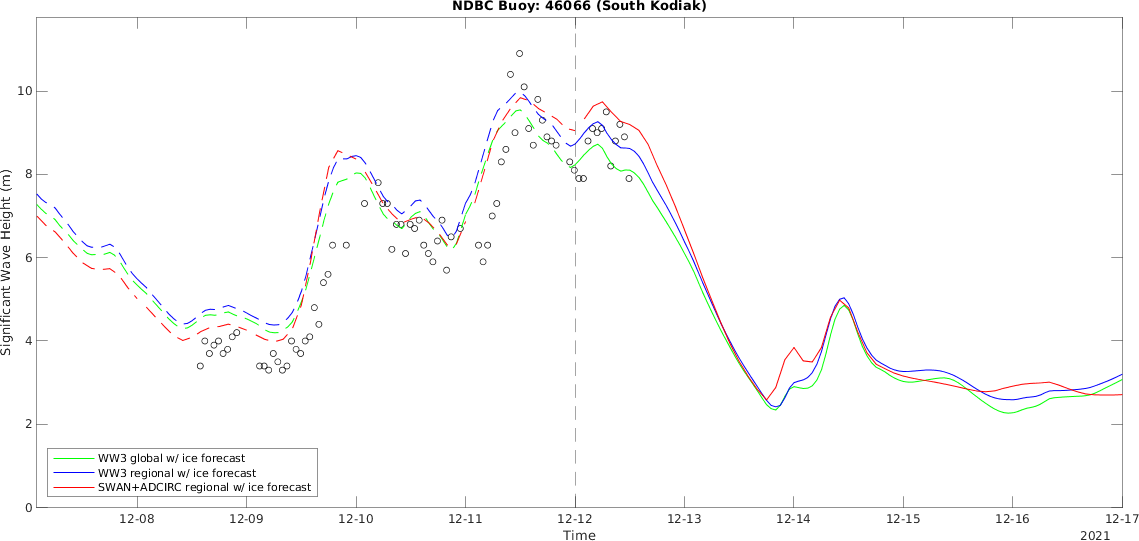 NDBC Buoy: 46066 (South Kodiak)
Significant Wave Height (m)
10
8
6
4
2
0
WW3 global w/ ice forecast
WW3 regional w/ ice forecast
SWAN+ADCIRC regional w/ ice forecast
12-08 12-09 12-10 12-11 12-12 12-13 12-14 12-15 12-16 12-17
Time
2021